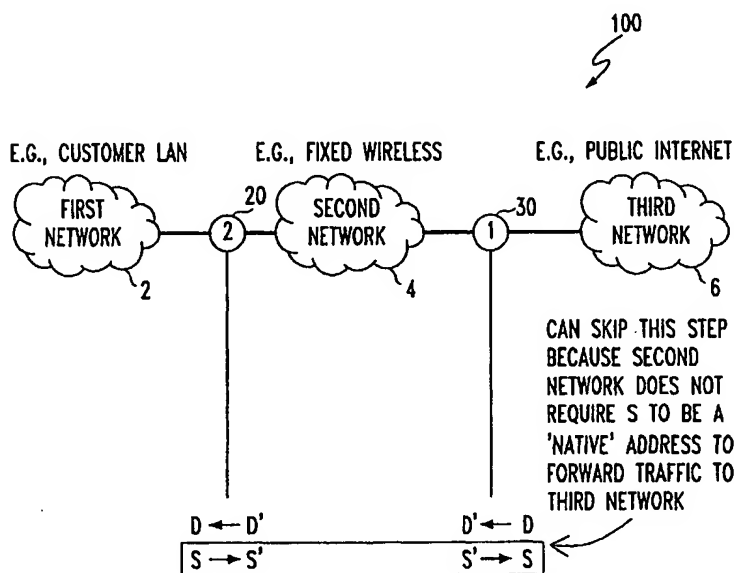 100
E.G., CUSTOMER LAN E.G., FIXED WIRELESS E.G., PUBLIC INTERNET
FIRST NETWORK
2
20
2
SECOND NETWORK
4
30
1
THIRD NETWORK
6
CAN SKIP THIS STEP
BECAUSE SECOND
NETWORK DOES NOT
REQUIRE S TO BE A
'NATIVE' ADDRESS TO
FORWARD TRAFFIC TO
THIRD NETWORK
D ← D' D' ← D
S → S' S' → S